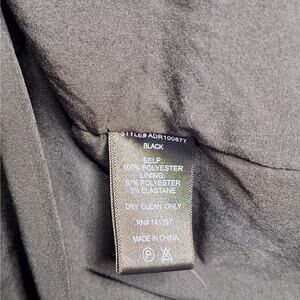 STYLE# ADR100877
BLACK
SELF:
100% POLYESTER
LINING:
97% POLYESTER
3% ELASTANE
DRY CLEAN ONLY
RN# 141397
MADE IN CHINA
P